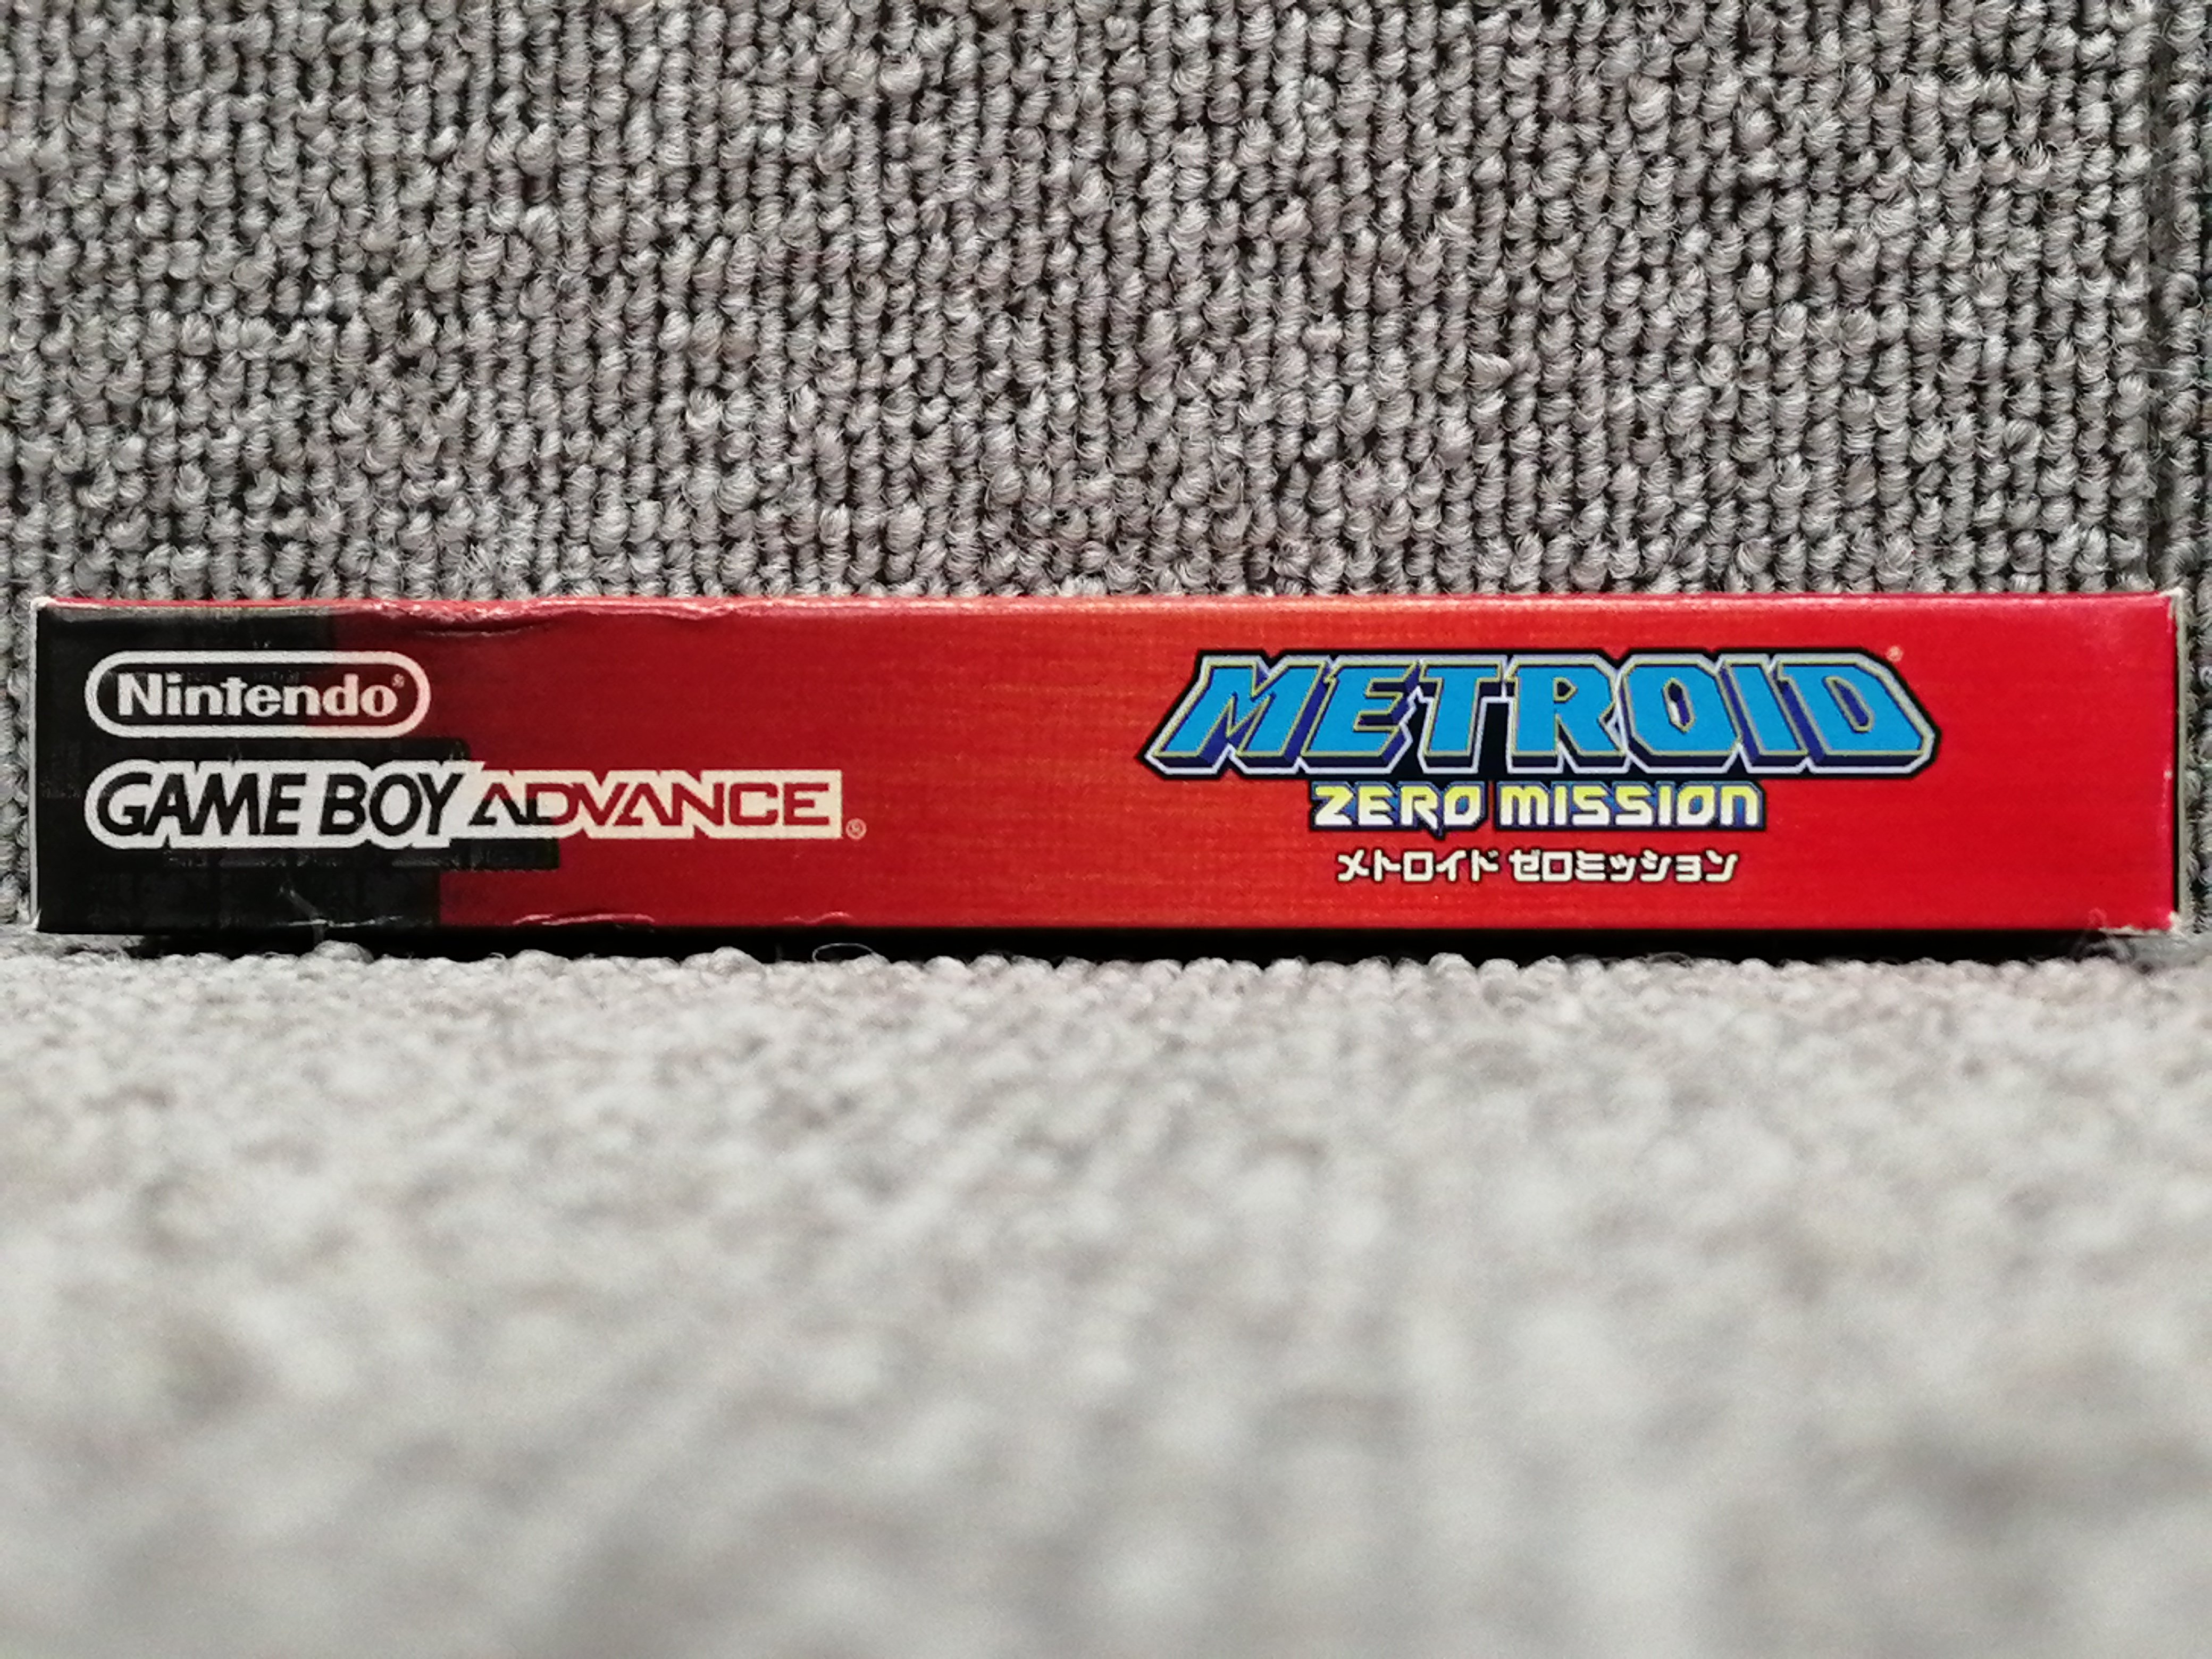 Nintendo®
GAME BOY ADVANCE®
METROID®
ZERO MISSION
メトロイド ゼロミッション